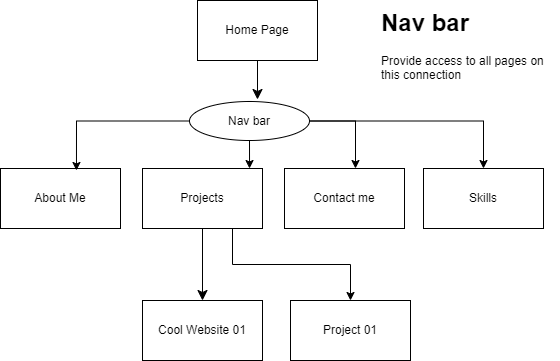 Home Page
Nav bar
Provide access to all pages on
this connection
Nav bar
About Me
Projects
Contact me
Skills
Cool Website 01
Project 01